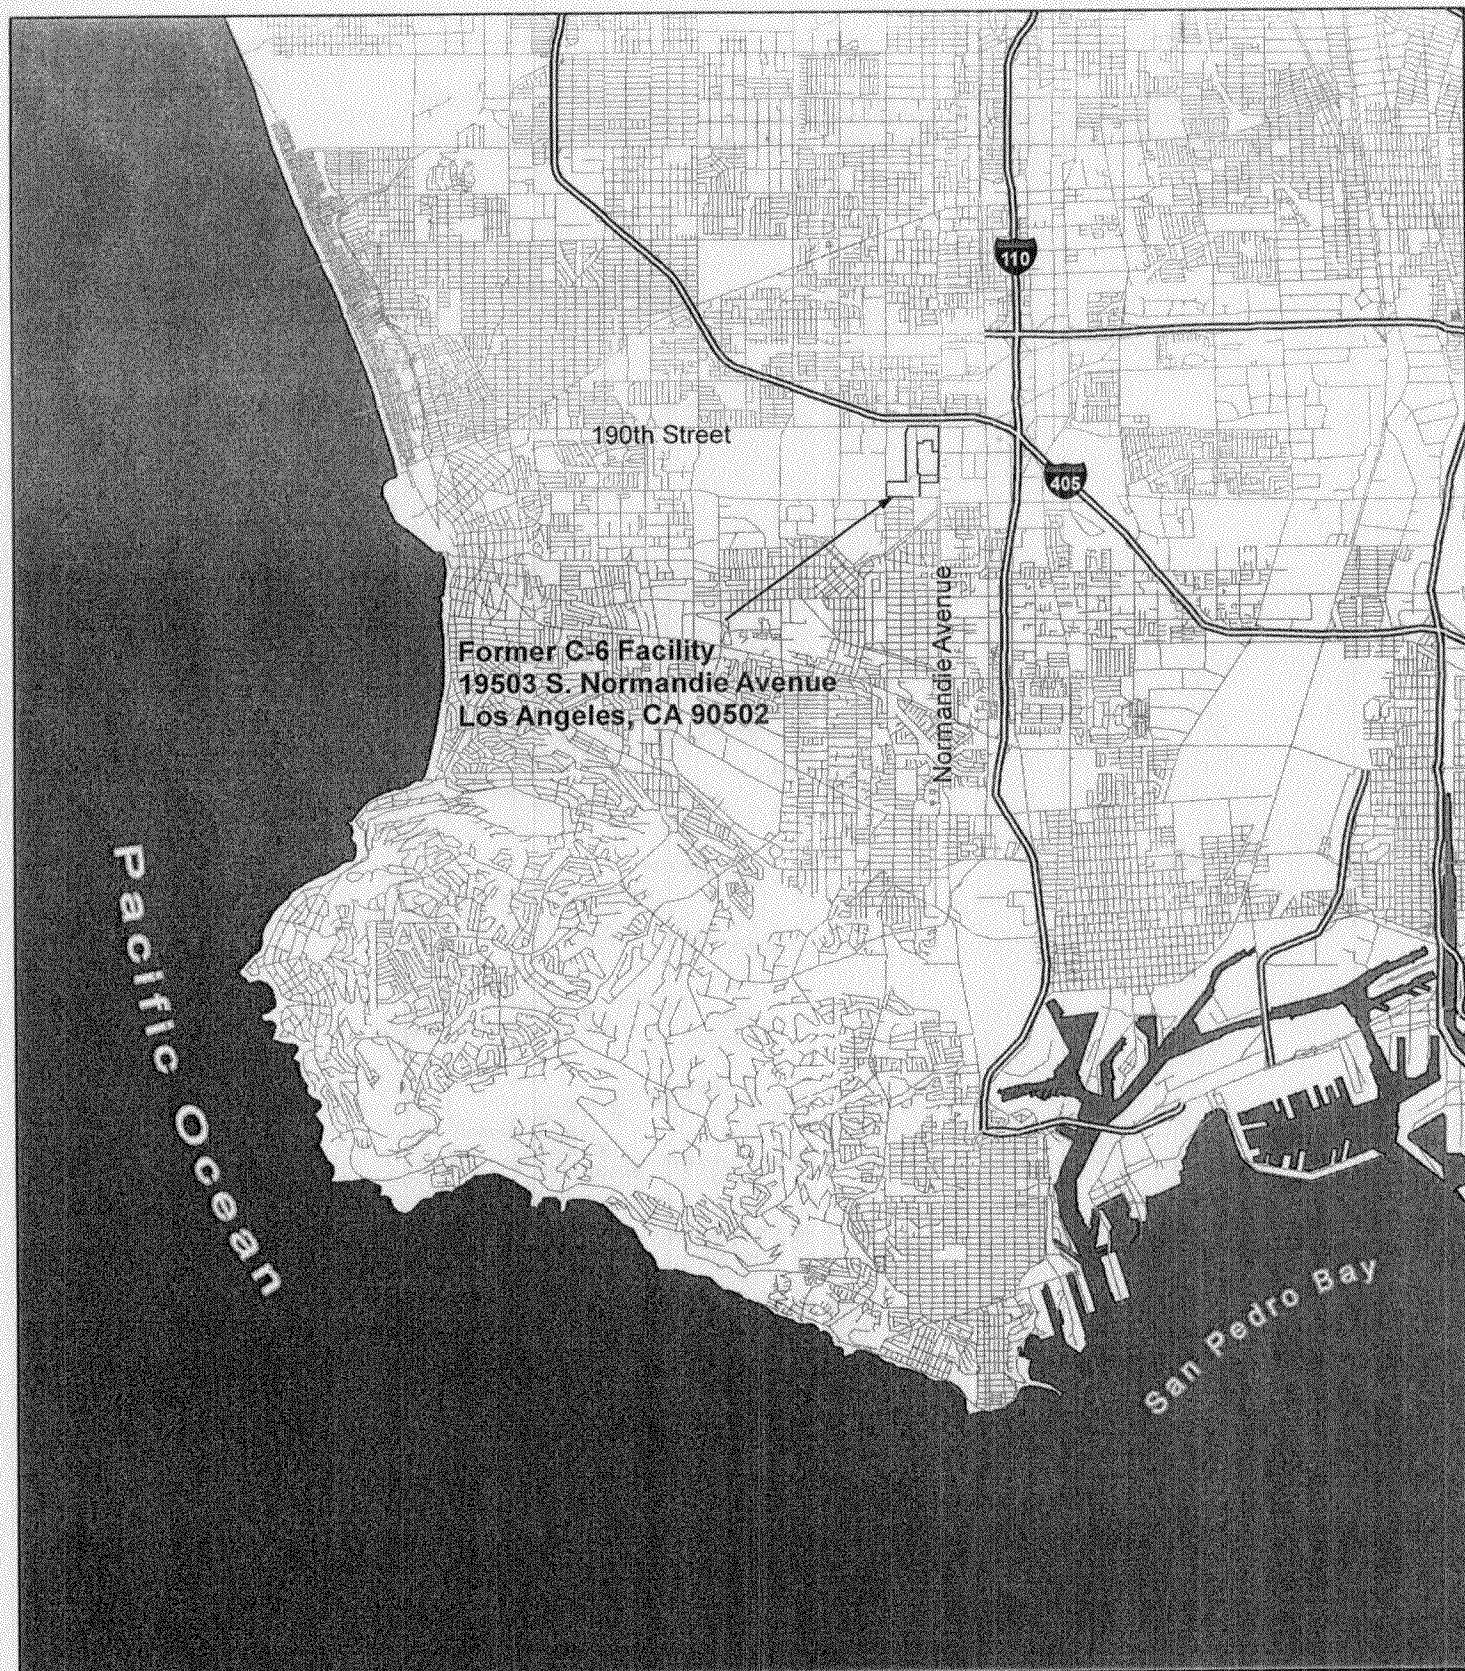 110
190th Street
405
Normandie Avenue
Former C-6 Facility
19503 S. Normandie Avenue
Los Angeles, CA 90502
Pacific Ocean
San Pedro Bay